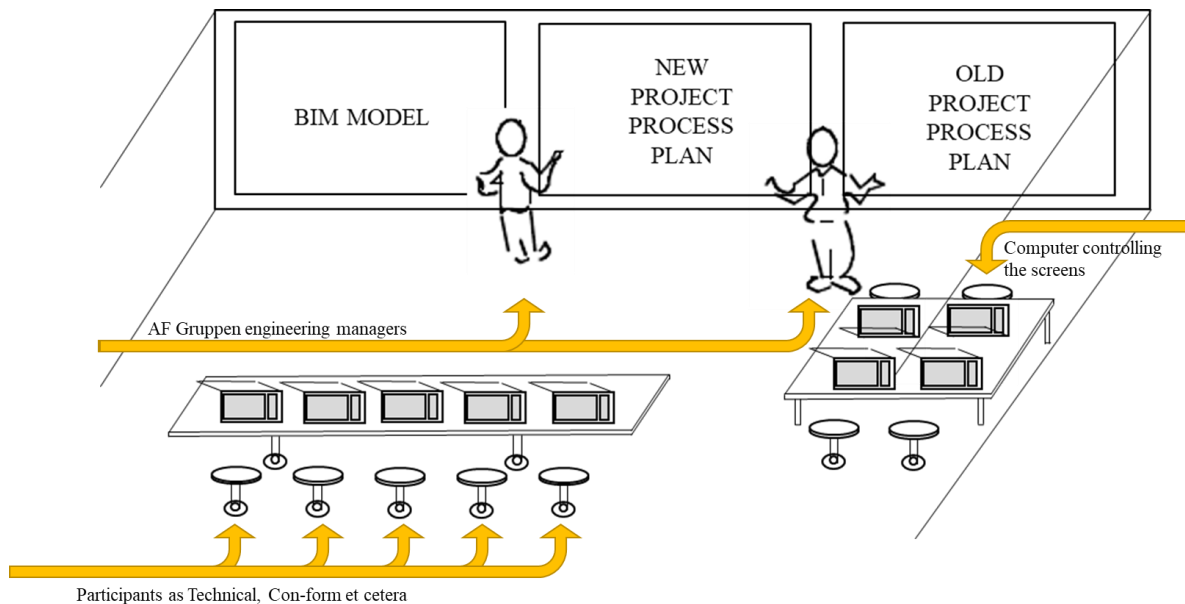 BIM MODEL
NEW
PROJECT
PROCESS
PLAN
OLD
PROJECT
PROCESS
PLAN
Computer controlling
the screens
AF Gruppen engineering managers
Participants as Technical, Con-form et cetera